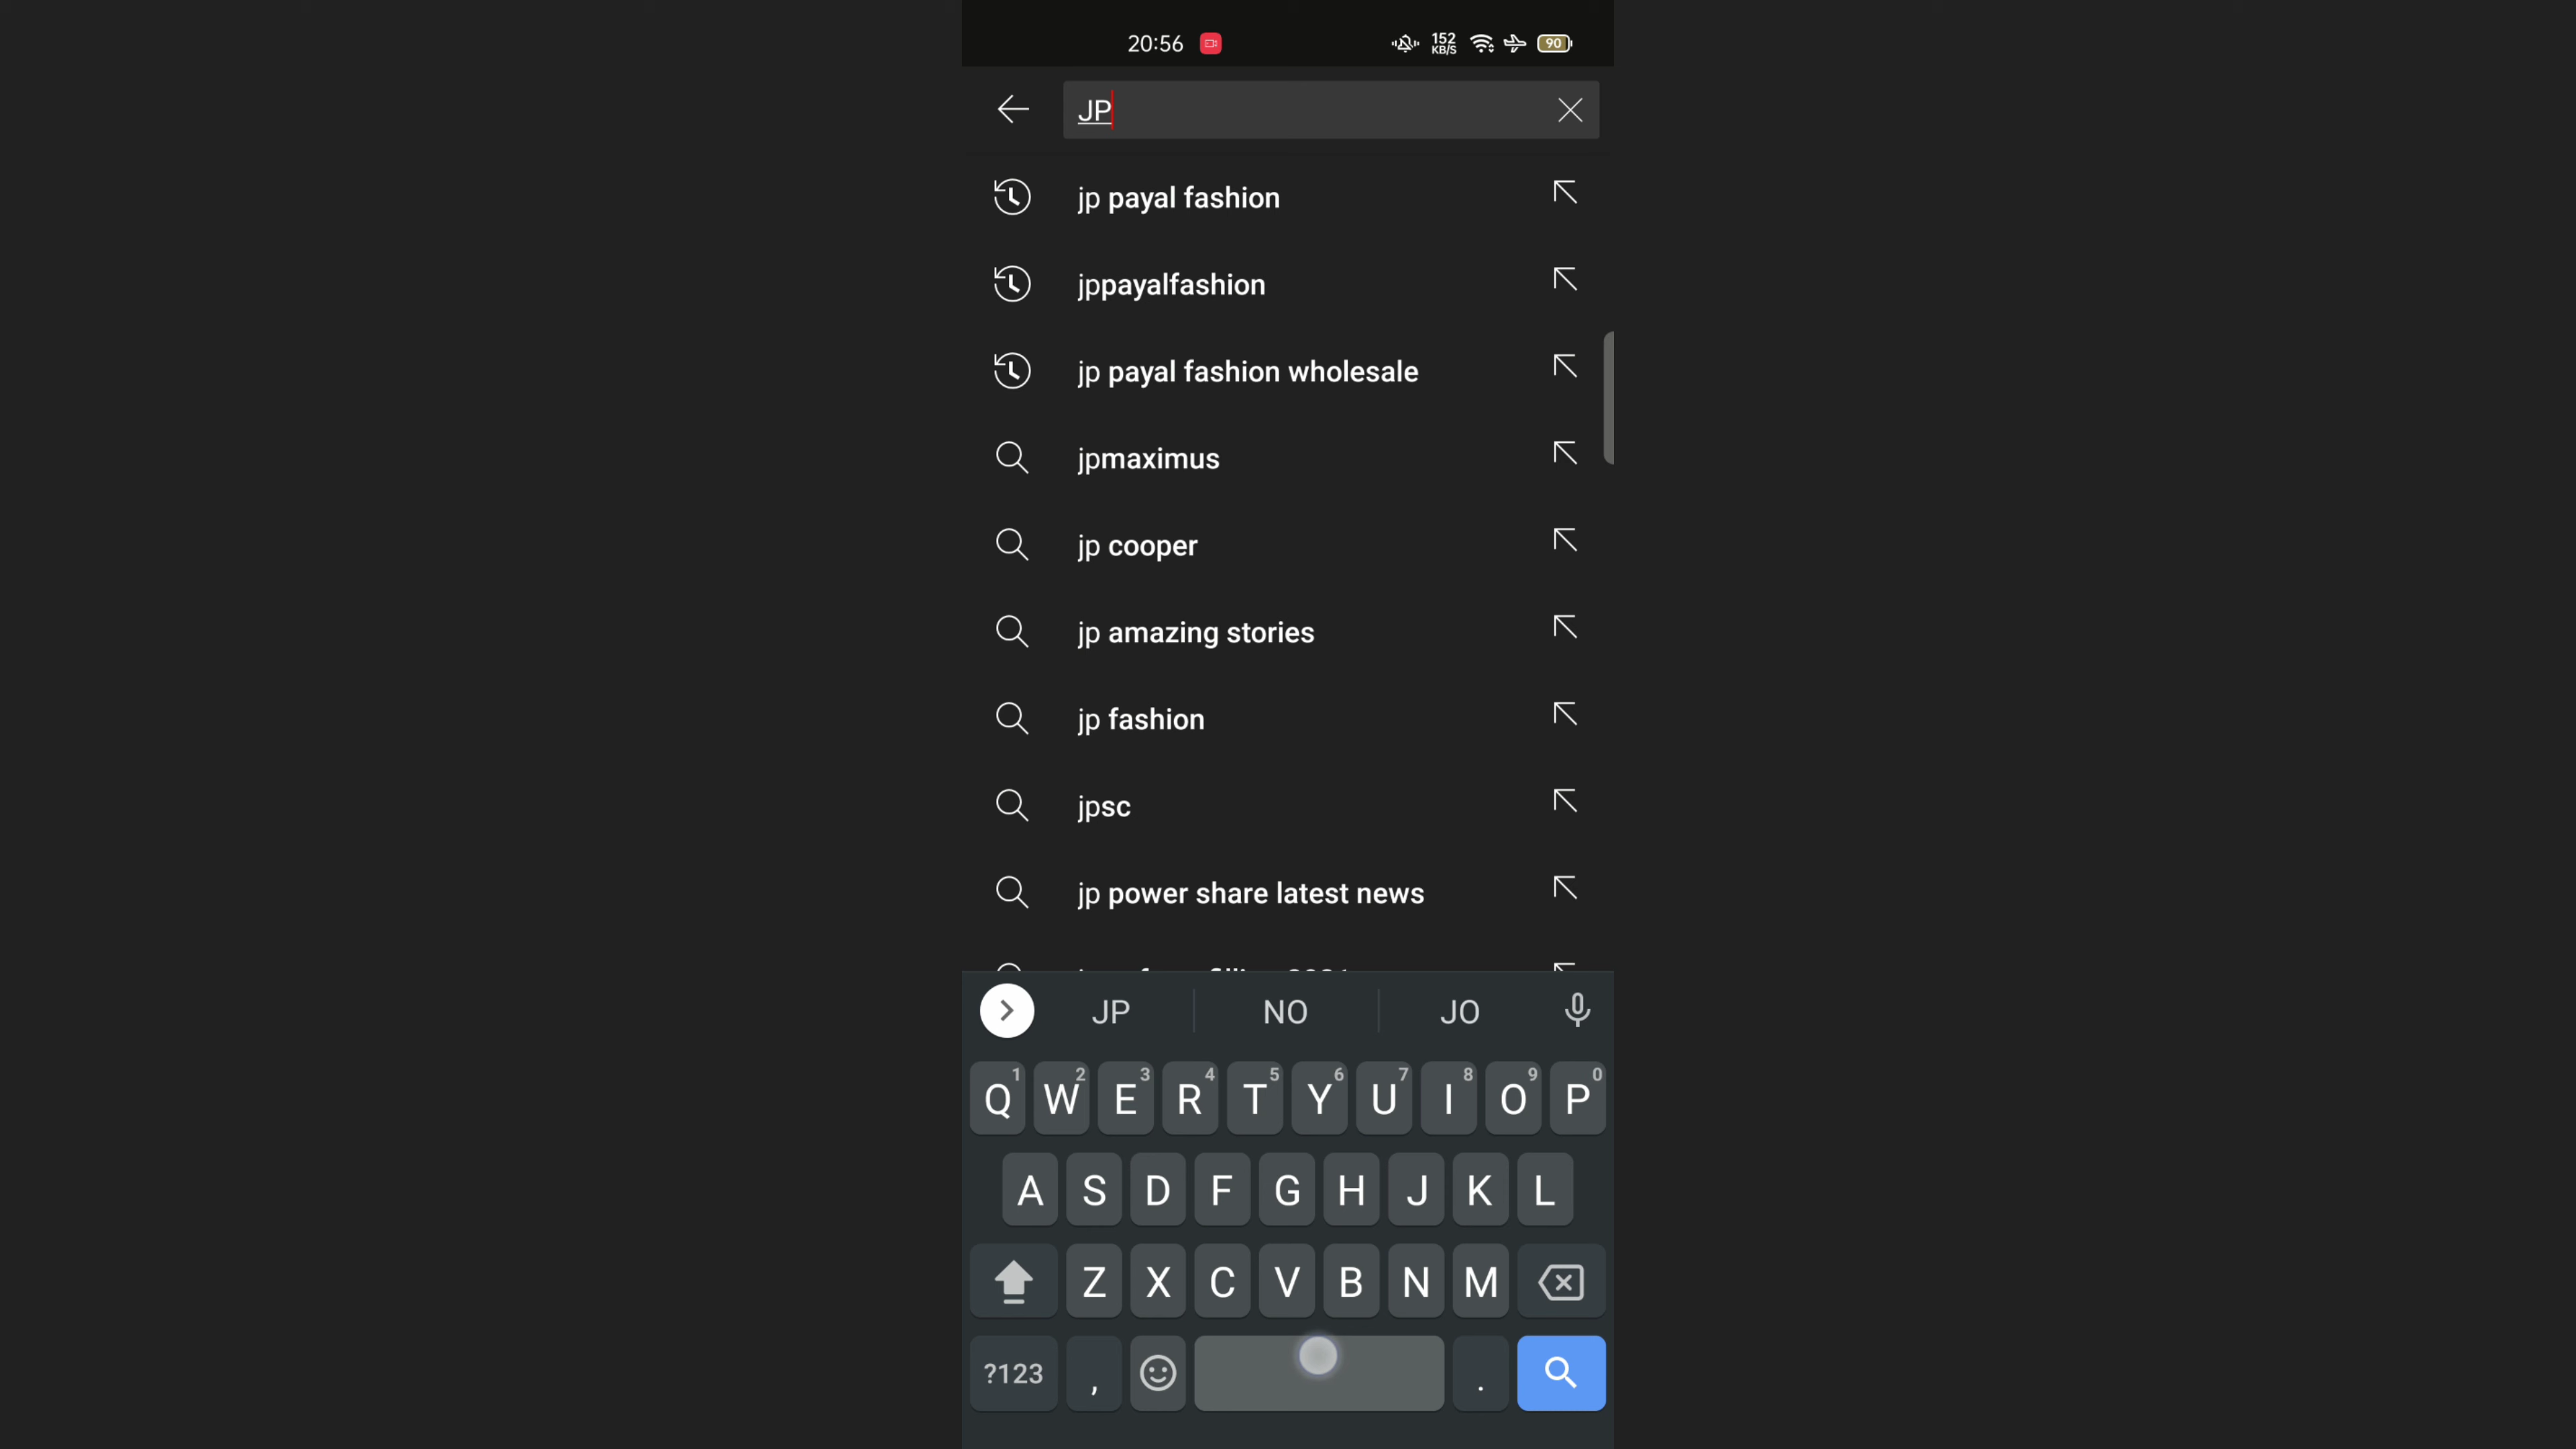 20:56 152 KB/S 90
JP
jp payal fashion
jppayalfashion
jp payal fashion wholesale
jpmaximus
jp cooper
jp amazing stories
jp fashion
jpsc
jp power share latest news
JP NO JO
1 2 3 4 5 6 7 8 9 0
Q W E R T Y U I O P
A S D F G H J K L
Z X C V B N M
?123 , .